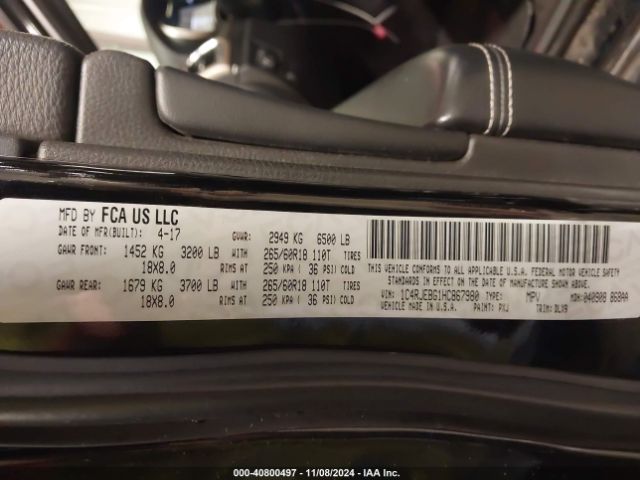 MFD BY FCA US LLC
DATE OF MFR(BUILT): 4-17 GVWR: 2949 KG 6500 LB
GAWR FRONT: 1452 KG 3200 LB WITH 265/60R18 110T TIRES
18X8.0 RIMS AT 250 KPA ( 36 PSI) COLD
GAWR REAR: 1679 KG 3700 LB WITH 265/60R18 110T TIRES
18X8.0 RIMS AT 250 KPA ( 36 PSI) COLD
THIS VEHICLE CONFORMS TO ALL APPLICABLE U.S.A. FEDERAL MOTOR VEHICLE SAFETY
STANDARDS IN EFFECT ON THE DATE OF MANUFACTURE SHOWN ABOVE.
VIN: 1C4RJEBG1HC867980 TYPE: MPV MDH: 040909
VEHICLE MADE IN U.S.A. PAINT: PXJ TRIM: DLX9
000-40800497 - 11/08/2024 - IAAI Inc.